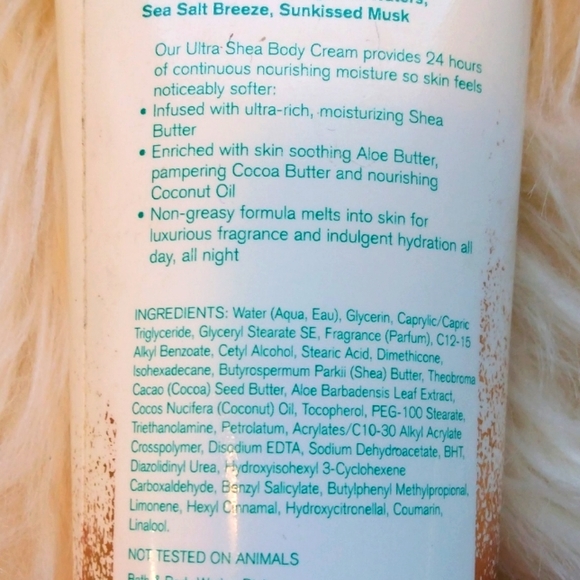 Sea Salt Breeze, Sunkissed Musk
Our Ultra Shea Body Cream provides 24 hours
of continuous nourishing moisture so skin feels
noticeably softer:
• Infused with ultra-rich, moisturizing Shea
Butter
• Enriched with skin soothing Aloe Butter,
pampering Cocoa Butter and nourishing
Coconut Oil
• Non-greasy formula melts into skin for
luxurious fragrance and indulgent hydration all
day, all night
INGREDIENTS: Water (Aqua, Eau), Glycerin, Caprylic/Capric
Triglyceride, Glyceryl Stearate SE, Fragrance (Parfum), C12-15
Alkyl Benzoate, Cetyl Alcohol, Stearic Acid, Dimethicone,
Isohexadecane, Butyrospermum Parkii (Shea) Butter, Theobroma
Cacao (Cocoa) Seed Butter, Aloe Barbadensis Leaf Extract,
Cocos Nucifera (Coconut) Oil, Tocopherol, PEG-100 Stearate,
Triethanolamine, Petrolatum, Acrylates/C10-30 Alkyl Acrylate
Crosspolymer, Disodium EDTA, Sodium Dehydroacetate, BHT,
Diazolidinyl Urea, Hydroxyisohexyl 3-Cyclohexene
Carboxaldehyde, Benzyl Salicylate, Butylphenyl Methylpropional,
Limonene, Hexyl Cinnamal, Hydroxycitronellal, Coumarin,
Linalool.
NOT TESTED ON ANIMALS